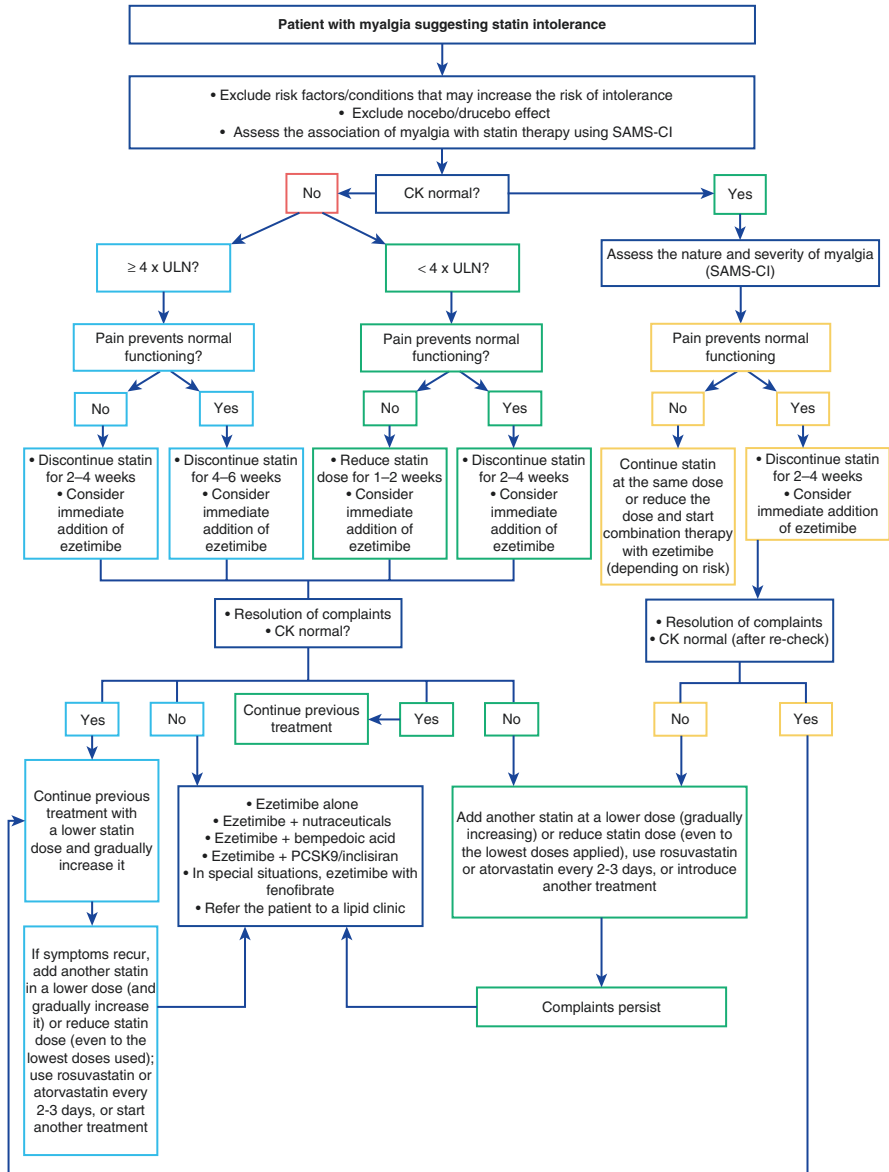 Patient with myalgia suggesting statin intolerance
• Exclude risk factors/conditions that may increase the risk of intolerance
• Exclude nocebo/drucebo effect
• Assess the association of myalgia with statin therapy using SAMS-CI
No
CK normal?
Yes
≥ 4 x ULN?
< 4 x ULN?
Assess the nature and severity of myalgia
(SAMS-CI)
Pain prevents normal
functioning?
Pain prevents normal
functioning?
Pain prevents normal
functioning
No
Yes
No
Yes
No
Yes
• Discontinue statin
for 2–4 weeks
• Consider
immediate
addition of
ezetimibe
• Discontinue statin
for 4–6 weeks
• Consider
immediate
addition of
ezetimibe
• Reduce statin
dose for 1–2 weeks
• Consider
immediate
addition of
ezetimibe
• Discontinue statin
for 2–4 weeks
• Consider
immediate
addition of
ezetimibe
Continue statin
at the same dose
or reduce the
dose and start
combination therapy
with ezetimibe
(depending on risk)
• Discontinue statin
for 2–4 weeks
• Consider
immediate addition
of ezetimibe
• Resolution of complaints
• CK normal?
• Resolution of complaints
• CK normal (after re-check)
Yes
No
Continue previous
treatment
Yes
No
No
Yes
Continue previous
treatment with
a lower statin
dose and gradually
increase it
• Ezetimibe alone
• Ezetimibe + nutraceuticals
• Ezetimibe + bempedoic acid
• Ezetimibe + PCSK9/inclisiran
• In special situations, ezetimibe with
fenofibrate
• Refer the patient to a lipid clinic
Add another statin at a lower dose (gradually
increasing) or reduce statin dose (even to
the lowest doses applied), use rosuvastatin
or atorvastatin every 2-3 days, or introduce
another treatment
If symptoms recur,
add another statin
in a lower dose (and
gradually increase
it) or reduce statin
dose (even to the
lowest doses used);
use rosuvastatin or
atorvastatin every
2-3 days, or start
another treatment
Complaints persist